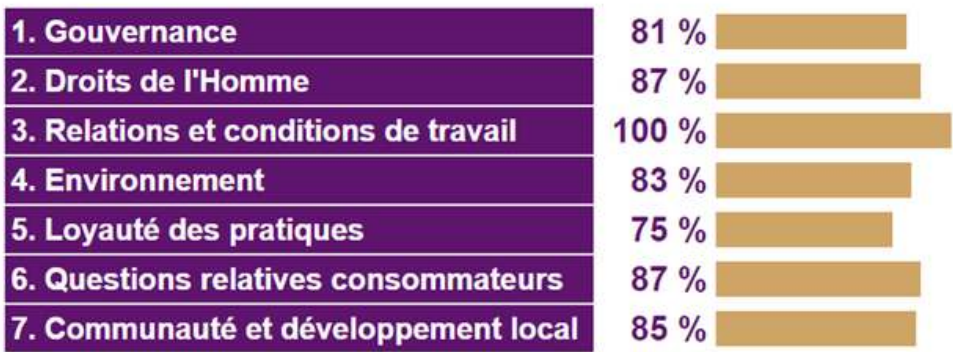 1. Gouvernance 81 %
2. Droits de l'Homme 87 %
3. Relations et conditions de travail 100 %
4. Environnement 83 %
5. Loyauté des pratiques 75 %
6. Questions relatives consommateurs 87 %
7. Communauté et développement local 85 %